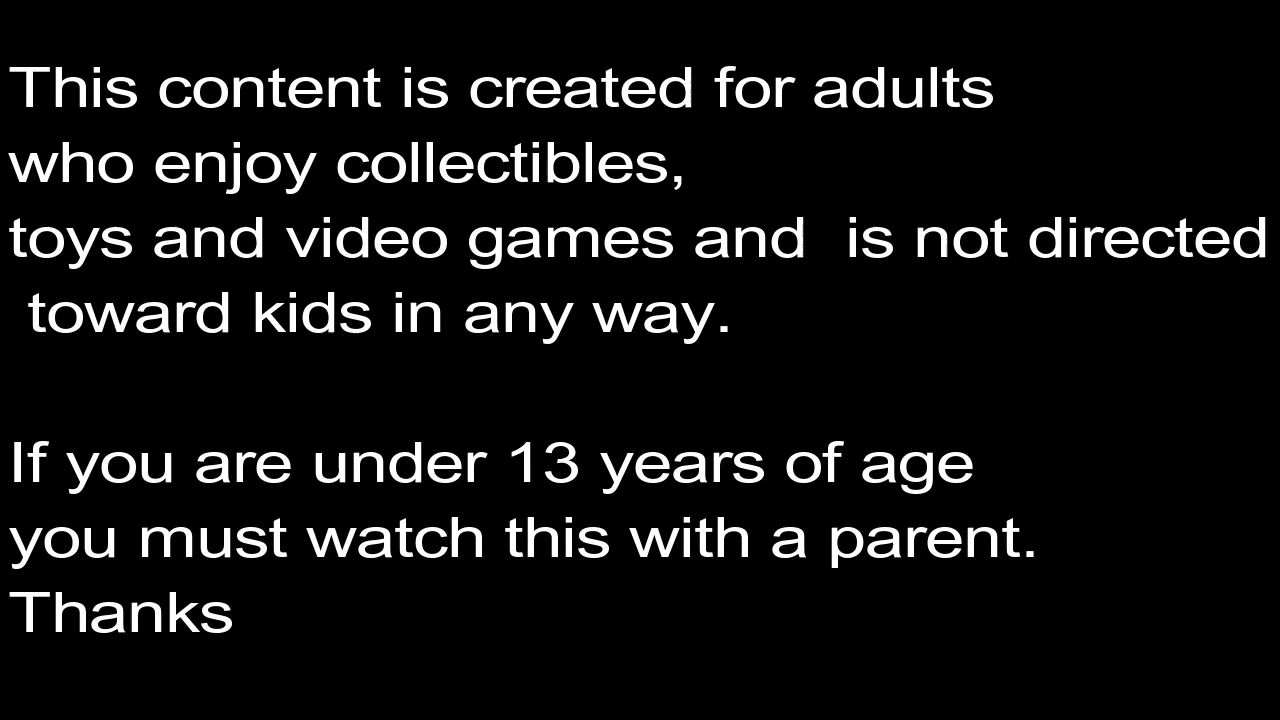 This content is created for adults
who enjoy collectibles,
toys and video games and  is not directed
 toward kids in any way.

If you are under 13 years of age
you must watch this with a parent.
Thanks